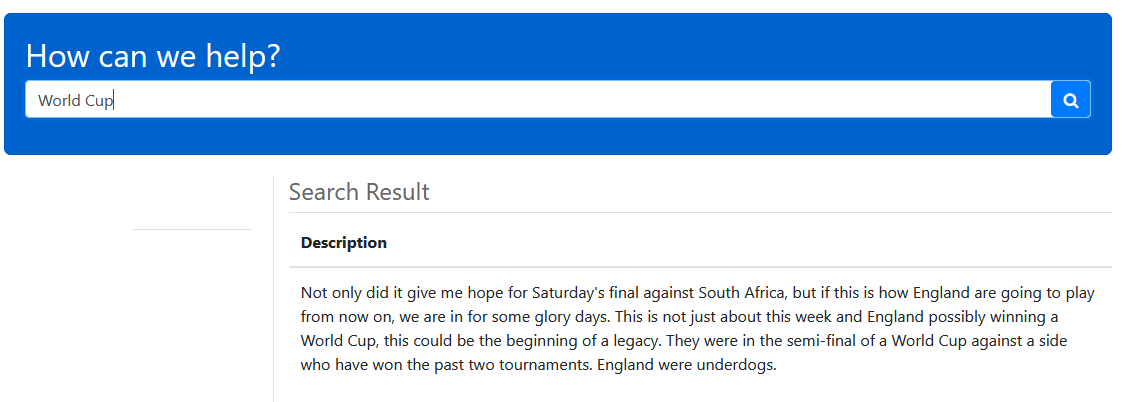 How can we help?
World Cup
Search Result
Description
Not only did it give me hope for Saturday's final against South Africa, but if this is how England are going to play
from now on, we are in for some glory days. This is not just about this week and England possibly winning a
World Cup, this could be the beginning of a legacy. They were in the semi-final of a World Cup against a side
who have won the past two tournaments. England were underdogs.